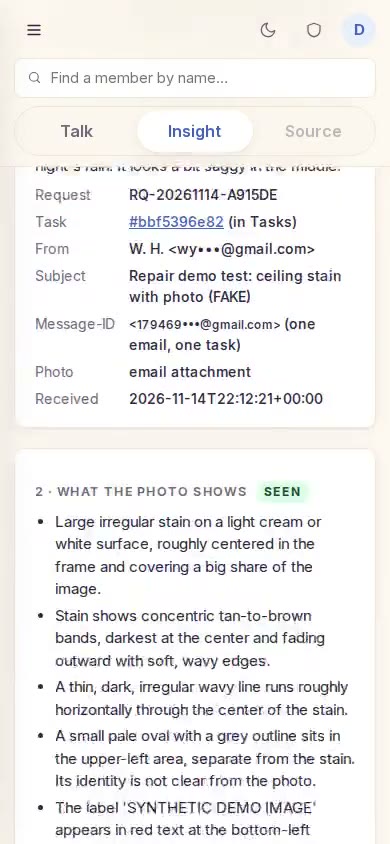 D
Find a member by name...
Talk
Insight
Source
night's rain. It looks a bit saggy in the middle.
Request RQ-20261114-A915DE
Task #bbf5396e82 (in Tasks)
From W. H. <wy•••@gmail.com>
Subject Repair demo test: ceiling stain
with photo (FAKE)
Message-ID <179469•••@gmail.com> (one
email, one task)
Photo email attachment
Received 2026-11-14T22:12:21+00:00
2 · WHAT THE PHOTO SHOWS SEEN
• Large irregular stain on a light cream or
white surface, roughly centered in the
frame and covering a big share of the
image.
• Stain shows concentric tan-to-brown
bands, darkest at the center and fading
outward with soft, wavy edges.
• A thin, dark, irregular wavy line runs roughly
horizontally through the center of the stain.
• A small pale oval with a grey outline sits in
the upper-left area, separate from the stain.
Its identity is not clear from the photo.
• The label 'SYNTHETIC DEMO IMAGE'
appears in red text at the bottom-left